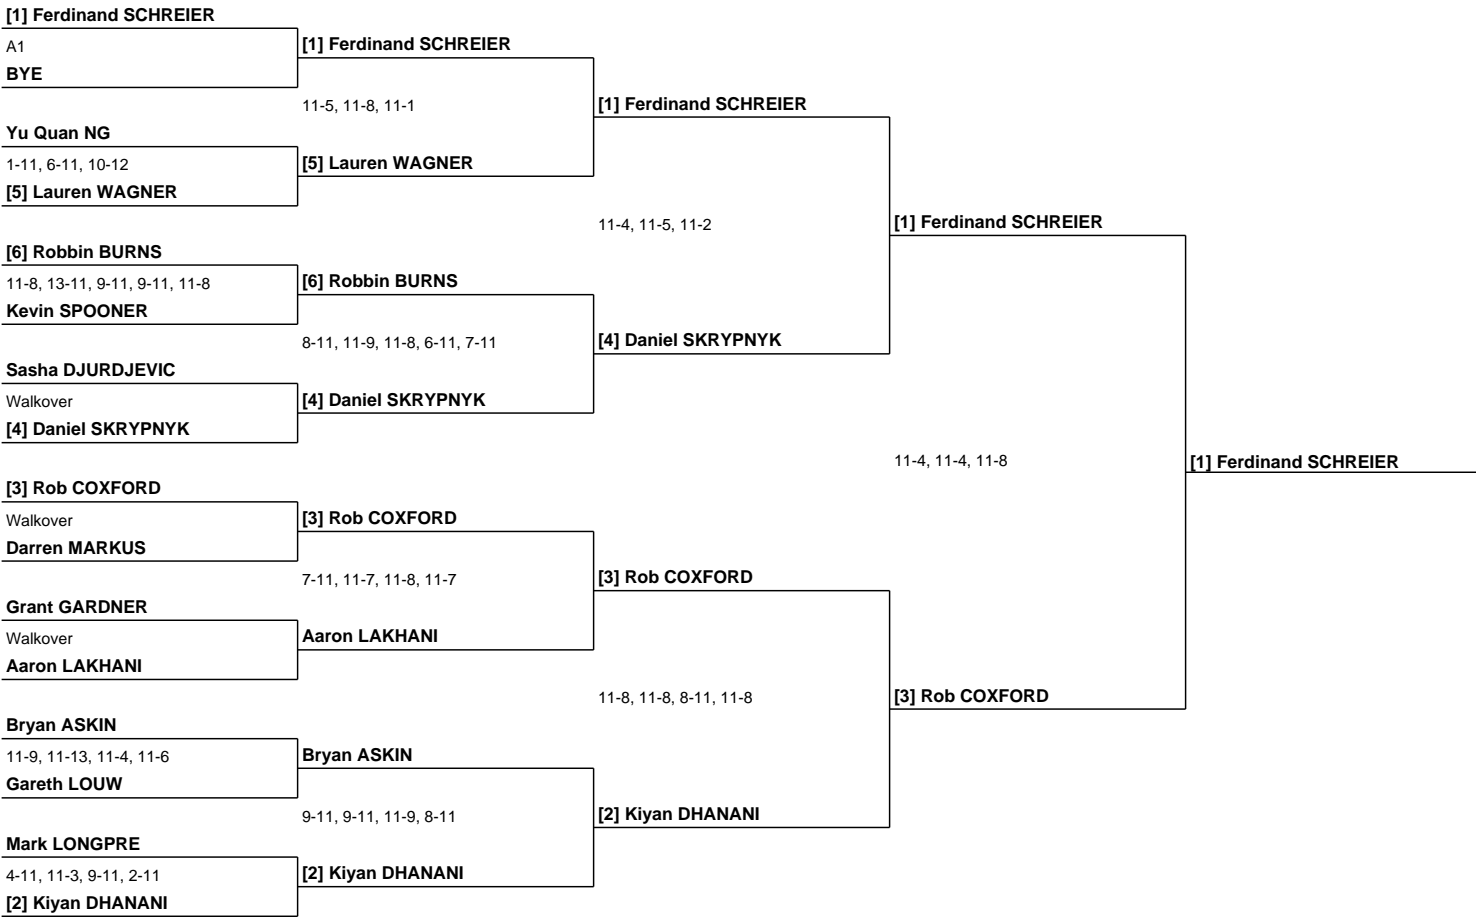 [1] Ferdinand SCHREIER
A1
BYE
Yu Quan NG
1-11, 6-11, 10-12
[5] Lauren WAGNER
[6] Robbin BURNS
11-8, 13-11, 9-11, 9-11, 11-8
Kevin SPOONER
Sasha DJURDJEVIC
Walkover
[4] Daniel SKRYPNYK
[3] Rob COXFORD
Walkover
Darren MARKUS
Grant GARDNER
Walkover
Aaron LAKHANI
Bryan ASKIN
11-9, 11-13, 11-4, 11-6
Gareth LOUW
Mark LONGPRE
4-11, 11-3, 9-11, 2-11
[2] Kiyan DHANANI
[1] Ferdinand SCHREIER
11-5, 11-8, 11-1
[5] Lauren WAGNER
[6] Robbin BURNS
8-11, 11-9, 11-8, 6-11, 7-11
[4] Daniel SKRYPNYK
[3] Rob COXFORD
7-11, 11-7, 11-8, 11-7
Aaron LAKHANI
Bryan ASKIN
9-11, 9-11, 11-9, 8-11
[2] Kiyan DHANANI
[1] Ferdinand SCHREIER
11-4, 11-5, 11-2
[4] Daniel SKRYPNYK
[3] Rob COXFORD
11-8, 11-8, 8-11, 11-8
[2] Kiyan DHANANI
[1] Ferdinand SCHREIER
11-4, 11-4, 11-8
[3] Rob COXFORD
[1] Ferdinand SCHREIER